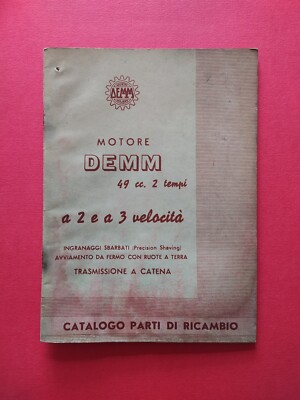 DEMM
MOTORE
DEMM
49 cc. 2 tempi
a 2 e a 3 velocità
INGRANAGGI SBARBATI (Precision Shaving)
AVVIAMENTO DA FERMO CON RUOTE A TERRA
TRASMISSIONE A CATENA
CATALOGO PARTI DI RICAMBIO